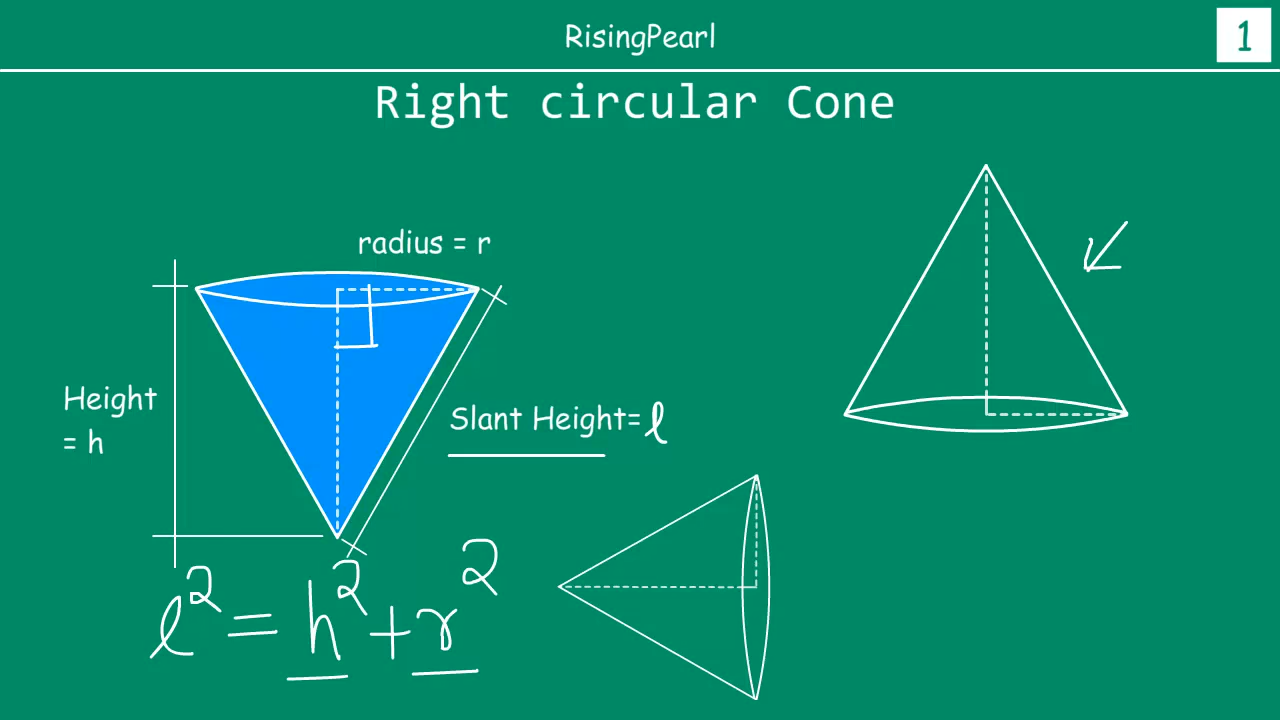 RisingPearl
1
Right circular Cone
radius = r
Height
= h
Slant Height= ℓ
ℓ² = h² + r²